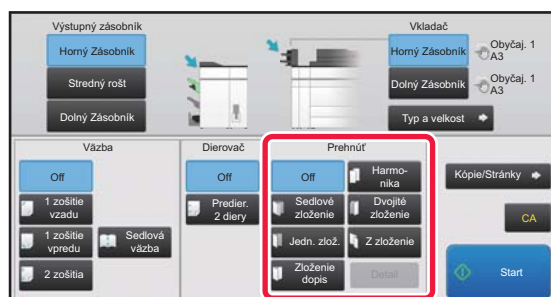 Výstupný zásobník
Vkladač
Horný Zásobník
Stredný rošt
Dolný Zásobník
Horný Zásobník
Obyčaj. 1
A3
Dolný Zásobník
Obyčaj. 1
A3
Typ a velkost
Väzba
Off
1 zošitie
vzadu
1 zošitie
vpredu
Sedlová
väzba
2 zošitia
Dierovač
Off
Predier.
2 diery
Prehnúť
Off
Harmo-
nika
Sedlové
zloženie
Dvojité
zloženie
Jedn. zlož.
Z zloženie
Zloženie
dopis
Detail
Kópie/Stránky
CA
Start